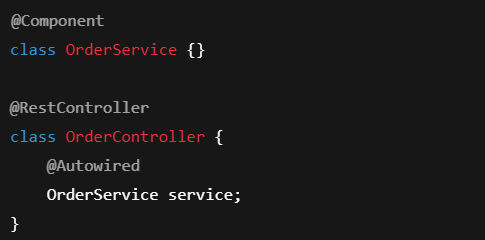 @Component
class OrderService {}

@RestController
class OrderController {
    @Autowired
    OrderService service;
}